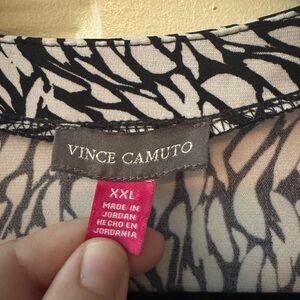 VINCE CAMUTO
XXL
MADE IN
JORDAN
HECHO EN
JORDANIA